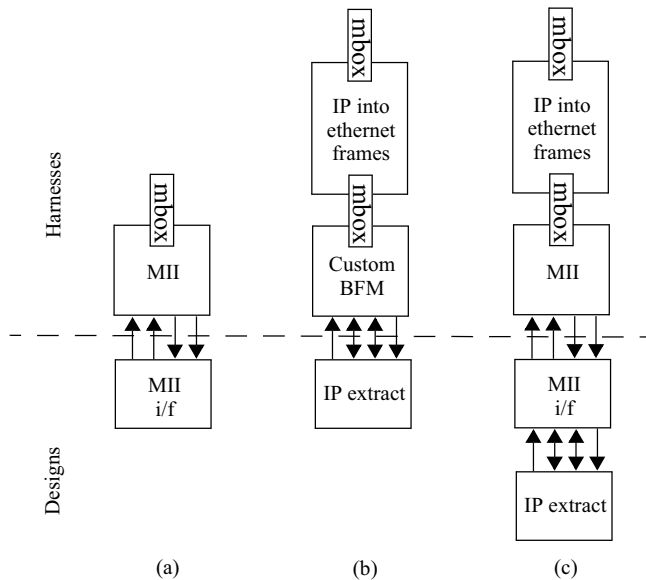 mbox
mbox
IP into
ethernet
frames
IP into
ethernet
frames
Harnesses
mbox
mbox
mbox
MII
Custom
BFM
MII
MII
i/f
IP extract
MII
i/f
Designs
IP extract
(a)
(b)
(c)